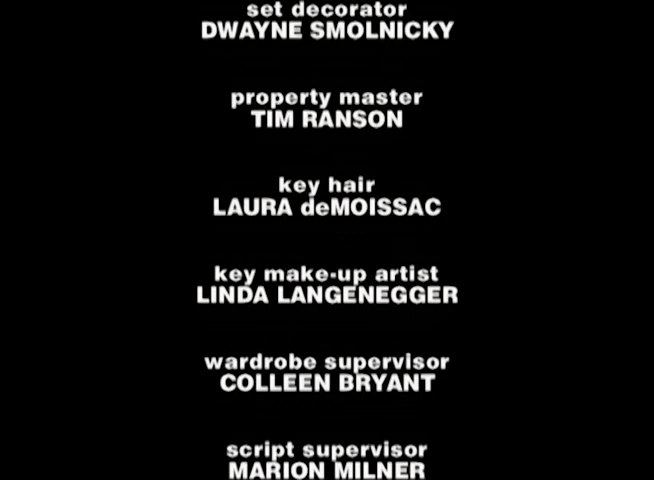 set decorator
DWAYNE SMOLNICKY
property master
TIM RANSON
key hair
LAURA deMOISSAC
key make-up artist
LINDA LANGENEGGER
wardrobe supervisor
COLLEEN BRYANT
script supervisor
MARION MILNER